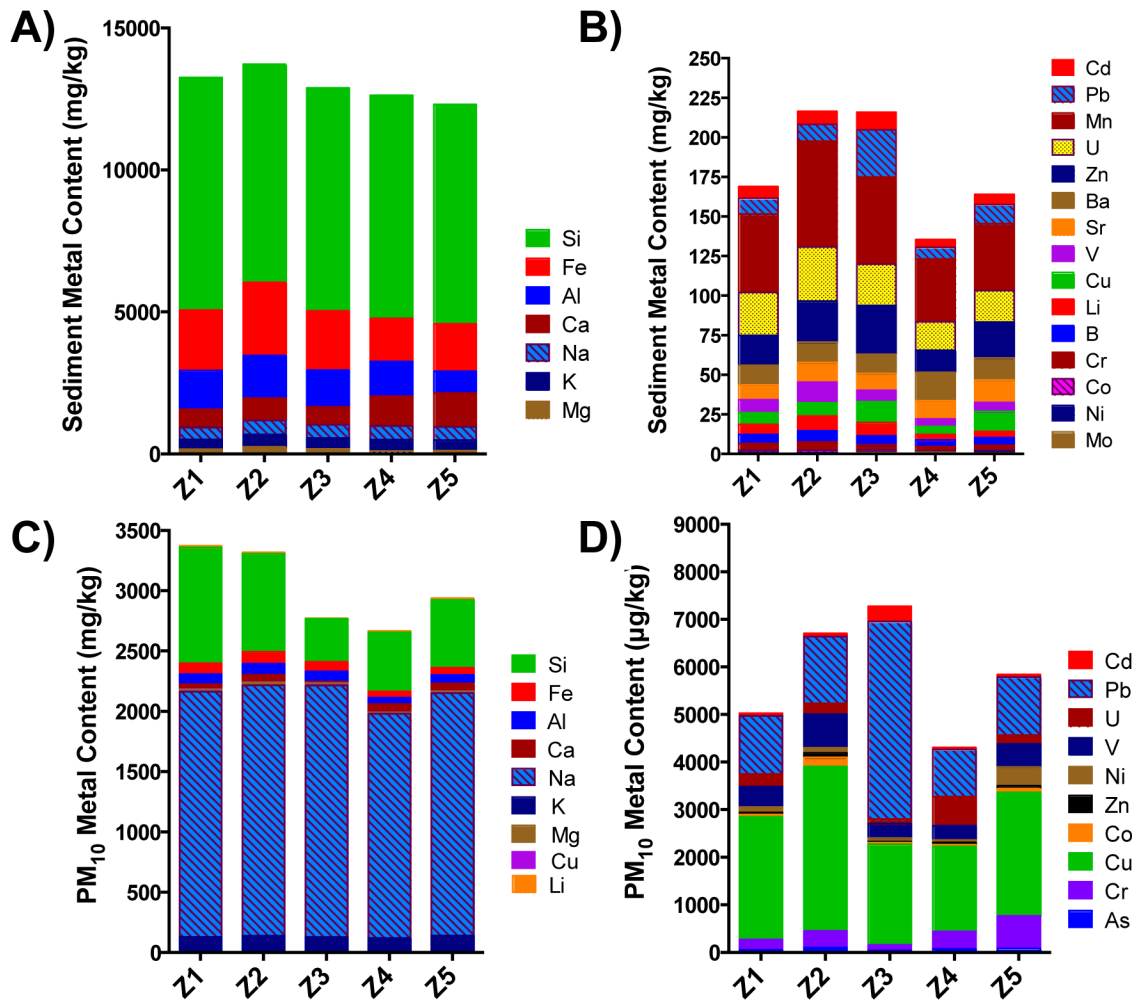 A)
Sediment Metal Content (mg/kg)
15000
10000
5000
0
Z1 Z2 Z3 Z4 Z5
Si
Fe
Al
Ca
Na
K
Mg
B)
Sediment Metal Content (mg/kg)
250
225
200
175
150
125
100
75
50
25
0
Z1 Z2 Z3 Z4 Z5
Cd
Pb
Mn
U
Zn
Ba
Sr
V
Cu
Li
B
Cr
Co
Ni
Mo
C)
PM10 Metal Content (mg/kg)
3500
3000
2500
2000
1500
1000
500
0
Z1 Z2 Z3 Z4 Z5
Si
Fe
Al
Ca
Na
K
Mg
Cu
Li
D)
PM10 Metal Content (µg/kg)
9000
8000
7000
6000
5000
4000
3000
2000
1000
0
Z1 Z2 Z3 Z4 Z5
Cd
Pb
U
V
Ni
Zn
Co
Cu
Cr
As